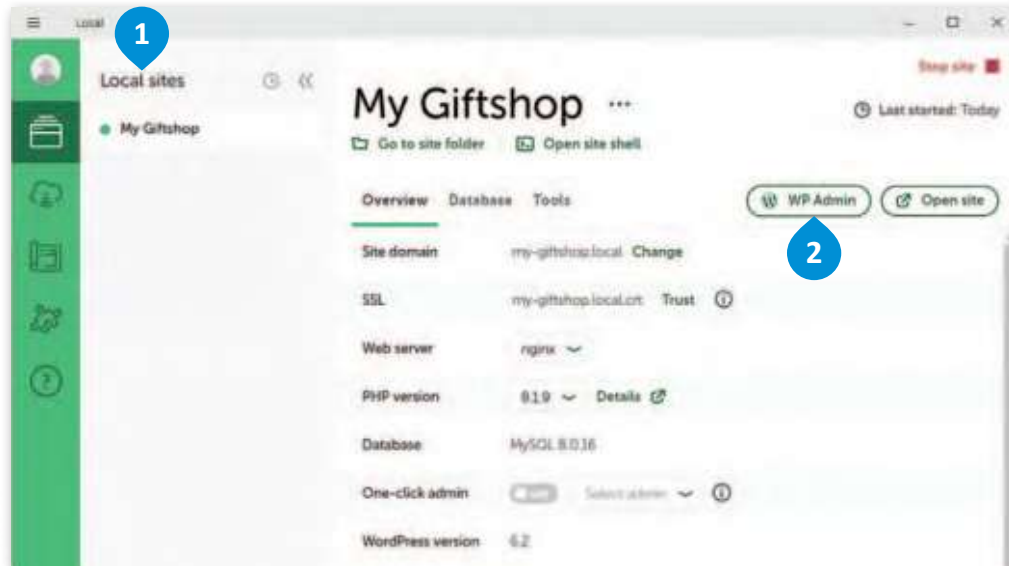 Local
1
Local sites
My Giftshop
Stop site
My Giftshop ...
Last started: Today
Go to site folder Open site shell
Overview Database Tools
WP Admin Open site
2
Site domain my-giftshop.local Change
SSL my-giftshop.local.crt Trust
Web server nginx
PHP version 8.1.9 Details
Database MySQL 8.0.16
One-click admin Select admin
WordPress version 6.2